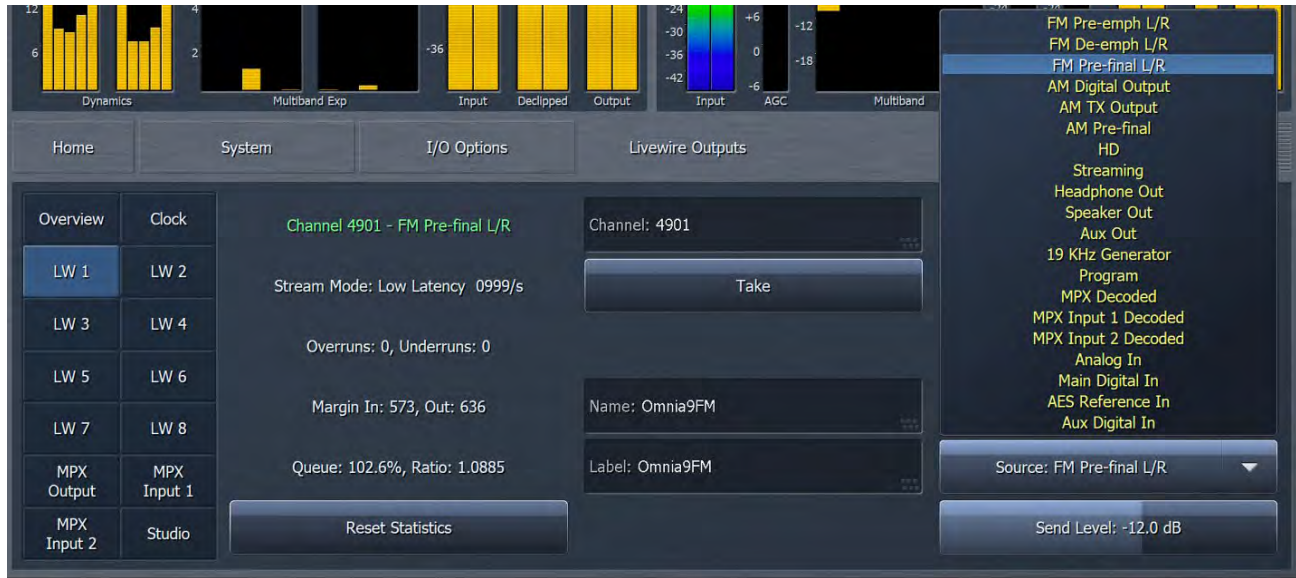 12
6
4
2
-36
-24
-30
-36
-42
+6
0
-6
-12
-18
Dynamics
Multiband Exp
Input
Declipped
Output
Input
AGC
Multiband
Home
System
I/O Options
Livewire Outputs
Overview
Clock
LW 1
LW 2
LW 3
LW 4
LW 5
LW 6
LW 7
LW 8
MPX
Output
MPX
Input 1
MPX
Input 2
Studio
Channel 4901 - FM Pre-final L/R
Stream Mode: Low Latency 0999/s
Overruns: 0, Underruns: 0
Margin In: 573, Out: 636
Queue: 102.6%, Ratio: 1.0885
Reset Statistics
Channel: 4901
Take
Name: Omnia9FM
Label: Omnia9FM
FM Pre-emph L/R
FM De-emph L/R
FM Pre-final L/R
AM Digital Output
AM TX Output
AM Pre-final
HD
Streaming
Headphone Out
Speaker Out
Aux Out
19 KHz Generator
Program
MPX Decoded
MPX Input 1 Decoded
MPX Input 2 Decoded
Analog In
Main Digital In
AES Reference In
Aux Digital In
Source: FM Pre-final L/R
Send Level: -12.0 dB